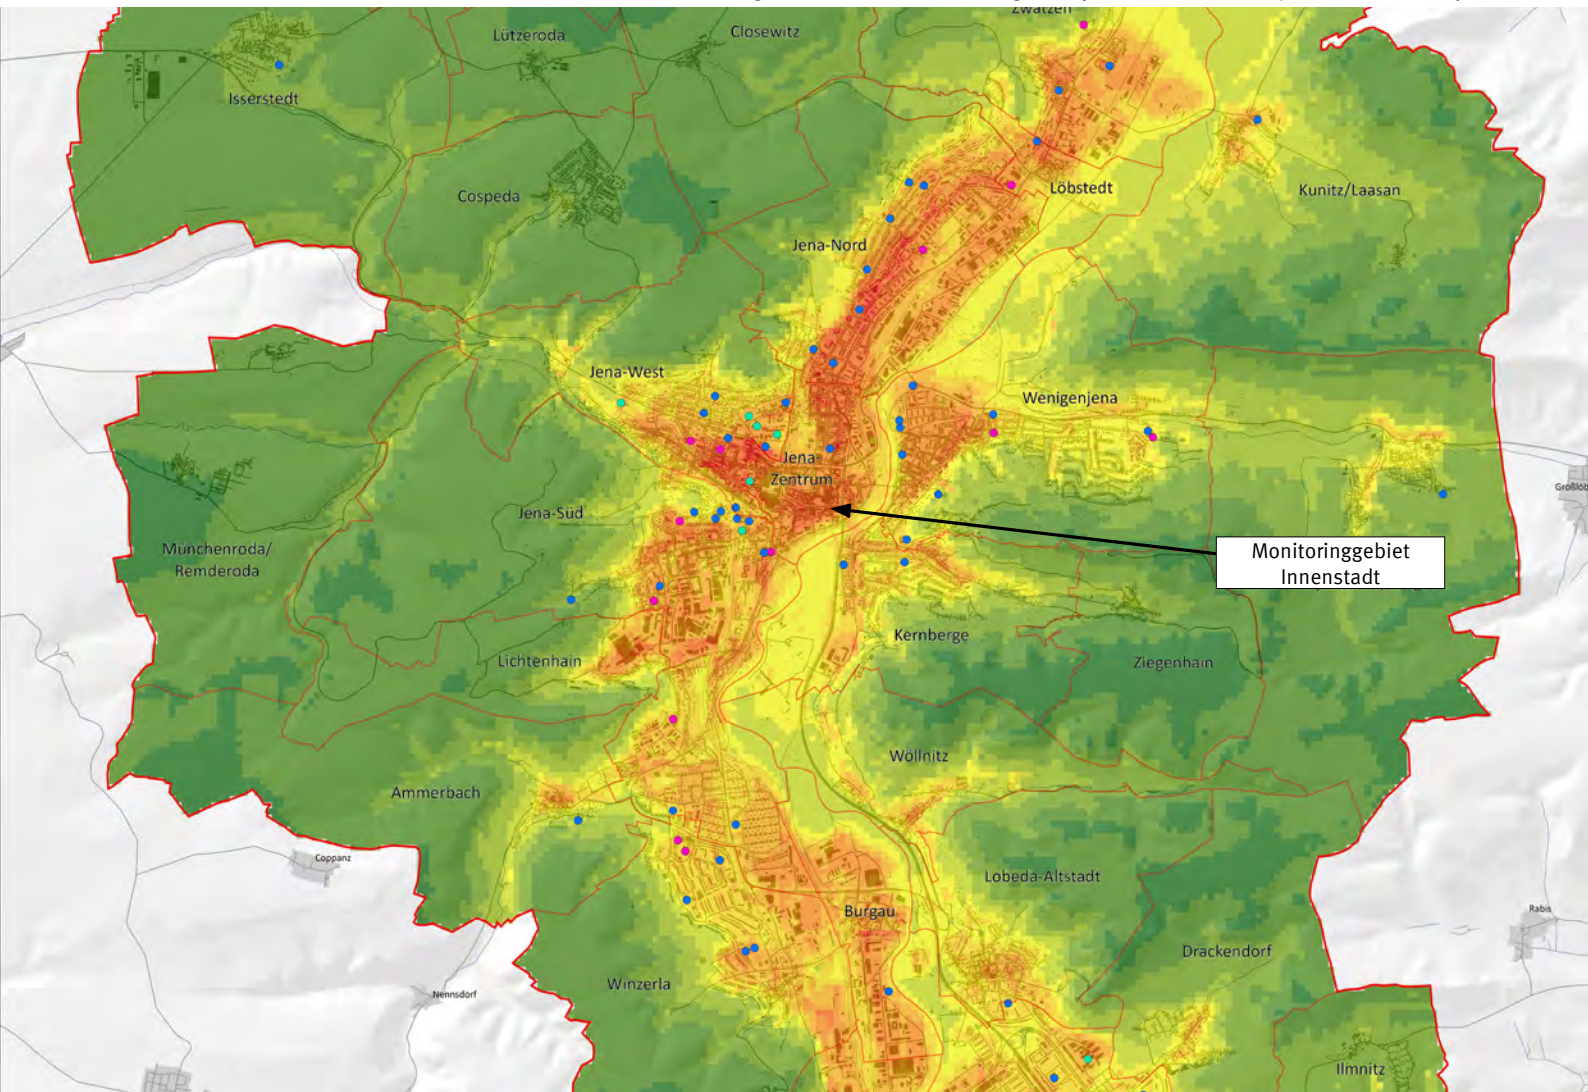 Zwätzen
Lützeroda
Closewitz
Isserstedt
Cospeda
Löbstedt
Kunitz/Laasan
Jena-Nord
Jena-West
Wenigenjena
Jena-
Zentrum
Jena-Süd
Großlöb
Münchenroda/
Remderoda
Monitoringgebiet
Innenstadt
Kernberge
Lichtenhain
Ziegenhain
Wöllnitz
Ammerbach
Coppanz
Lobeda-Altstadt
Burgau
Rabis
Drackendorf
Winzerla
Nennsdorf
Ilmnitz